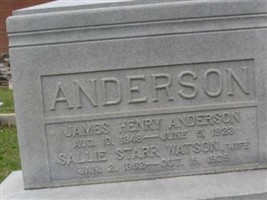 ANDERSON
JAMES HENRY ANDERSON
AUG. 10, 1848 — JUNE 5, 1923
SALLIE STARR WATSON, WIFE
JAN. 2, 1852 — OCT. 5, 1929